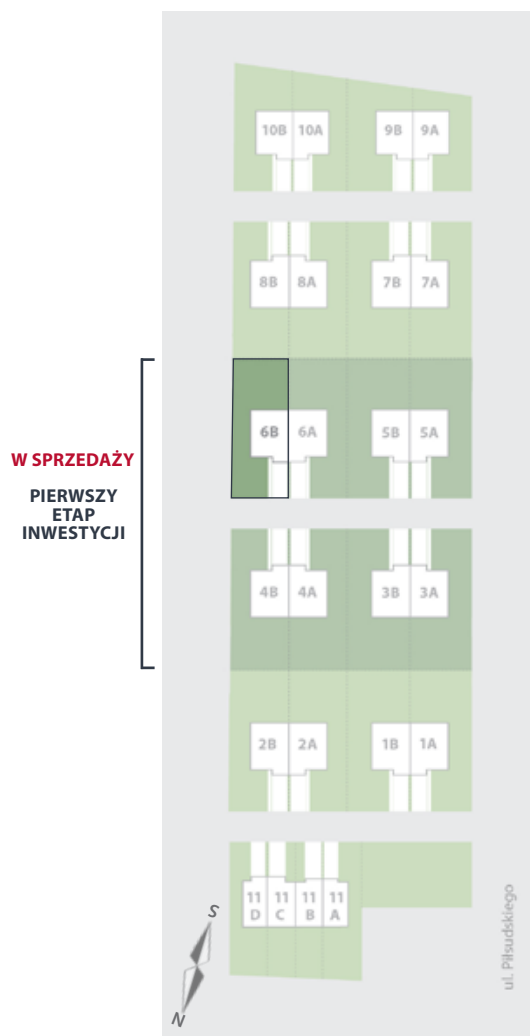 10B 10A 9B 9A
8B 8A 7B 7A
6B 6A 5B 5A
W SPRZEDAŻY
PIERWSZY
ETAP
INWESTYCJI
4B 4A 3B 3A
2B 2A 1B 1A
11 11 11 11
D C B A
S
N
ul. Piłsudskiego